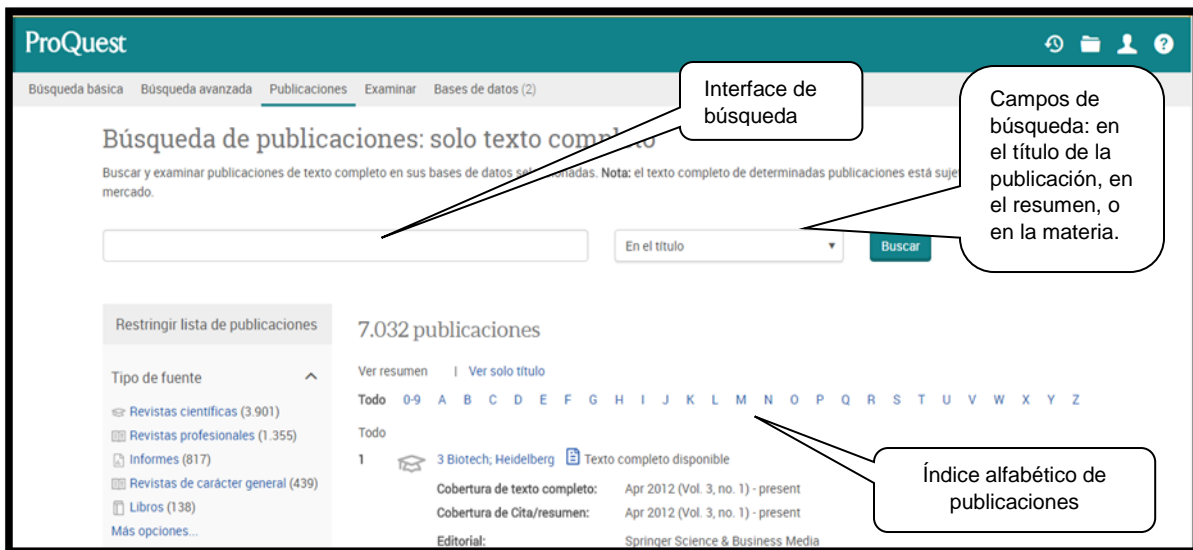 ProQuest
Búsqueda básica Búsqueda avanzada Publicaciones Examinar Bases de datos (2)
Interface de
búsqueda
Campos de
búsqueda: en
el título de la
publicación, en
el resumen, o
en la materia.
Búsqueda de publicaciones: solo texto completo
Buscar y examinar publicaciones de texto completo en sus bases de datos seleccionadas. Nota: el texto completo de determinadas publicaciones está
mercado.
En el título
Buscar
Restringir lista de publicaciones
Tipo de fuente
Revistas científicas (3.901)
Revistas profesionales (1.355)
Informes (817)
Revistas de carácter general (439)
Libros (138)
Más opciones...
7.032 publicaciones
Ver resumen | Ver solo título
Todo 0-9 A B C D E F G H I J K L M N O P Q R S T U V W X Y Z
Todo
1 3 Biotech; Heidelberg Texto completo disponible
Cobertura de texto completo: Apr 2012 (Vol. 3, no. 1) - present
Cobertura de Cita/resumen: Apr 2012 (Vol. 3, no. 1) - present
Editorial: Springer Science & Business Media
Índice alfabético de
publicaciones